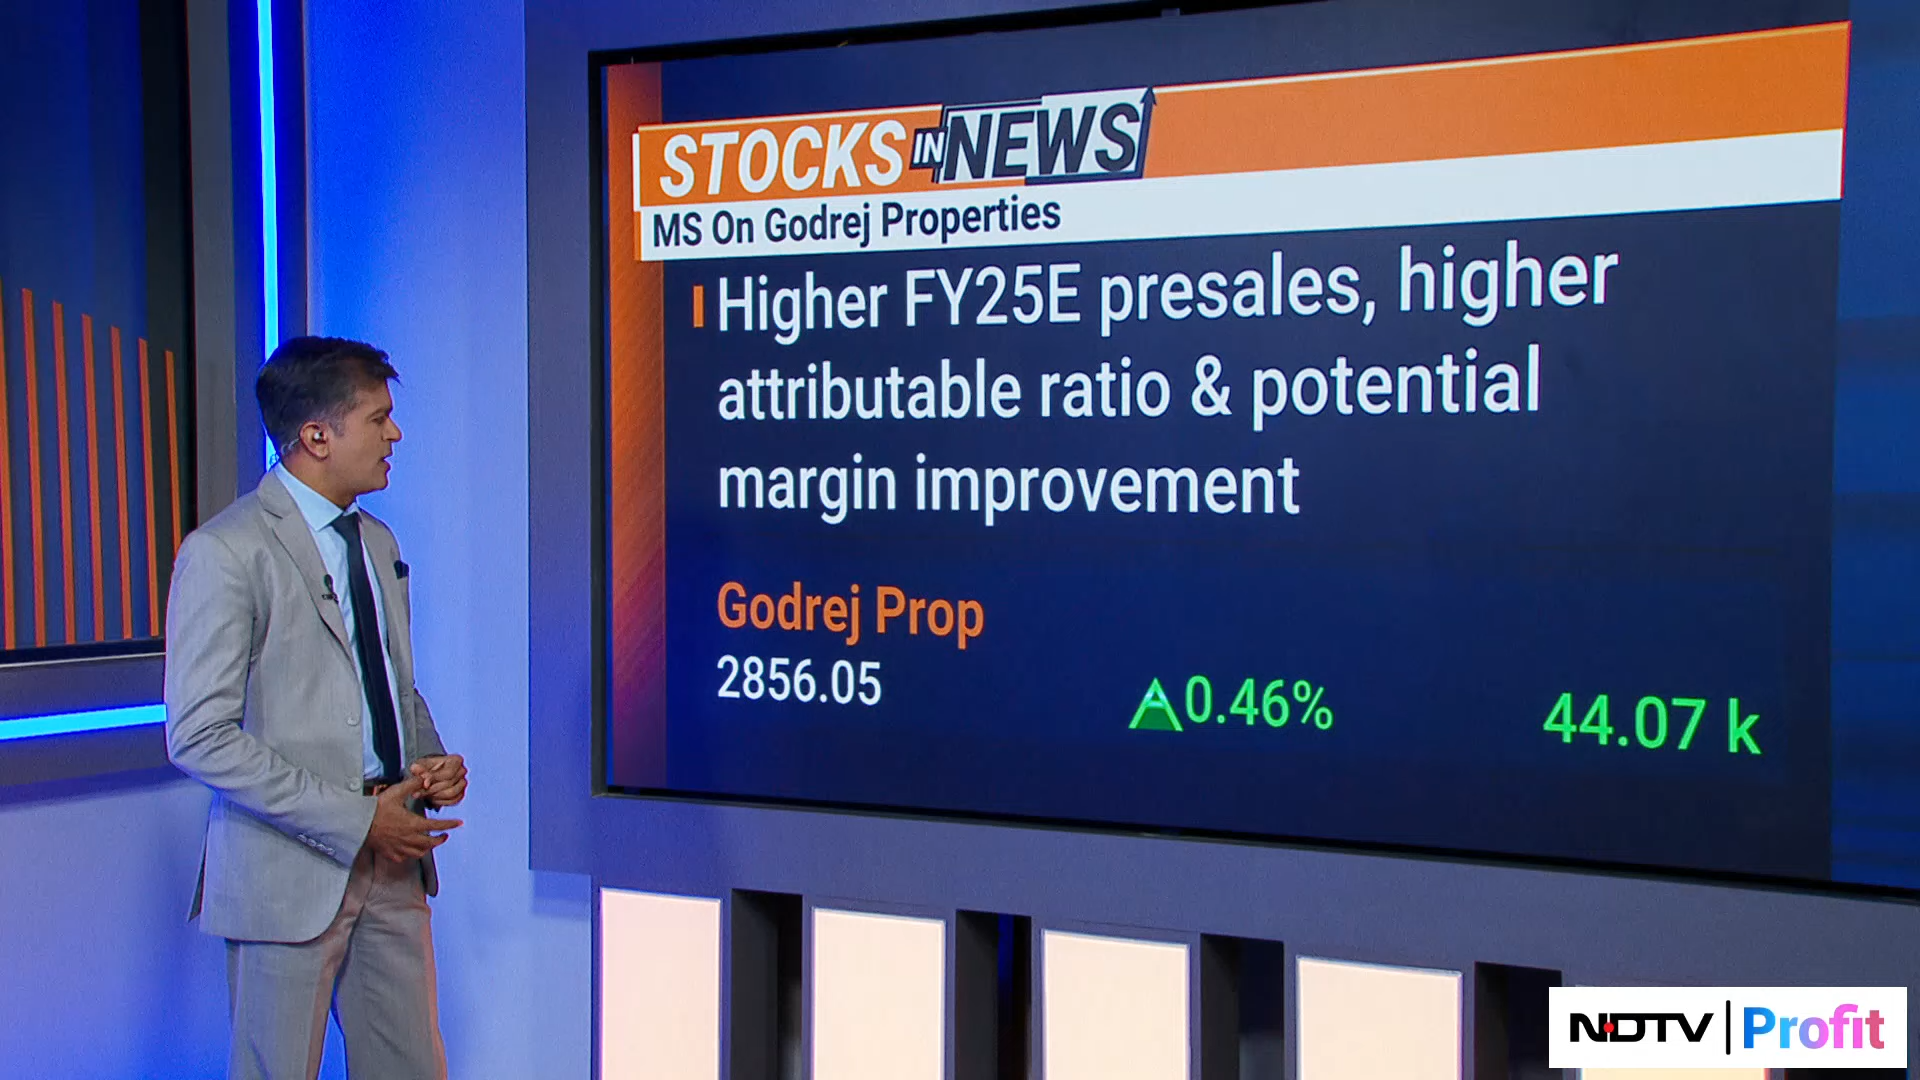 STOCKS IN NEWS
MS On Godrej Properties
Higher FY25E presales, higher
attributable ratio & potential
margin improvement
Godrej Prop
2856.05
0.46%
44.07 k
NDTV | Profit